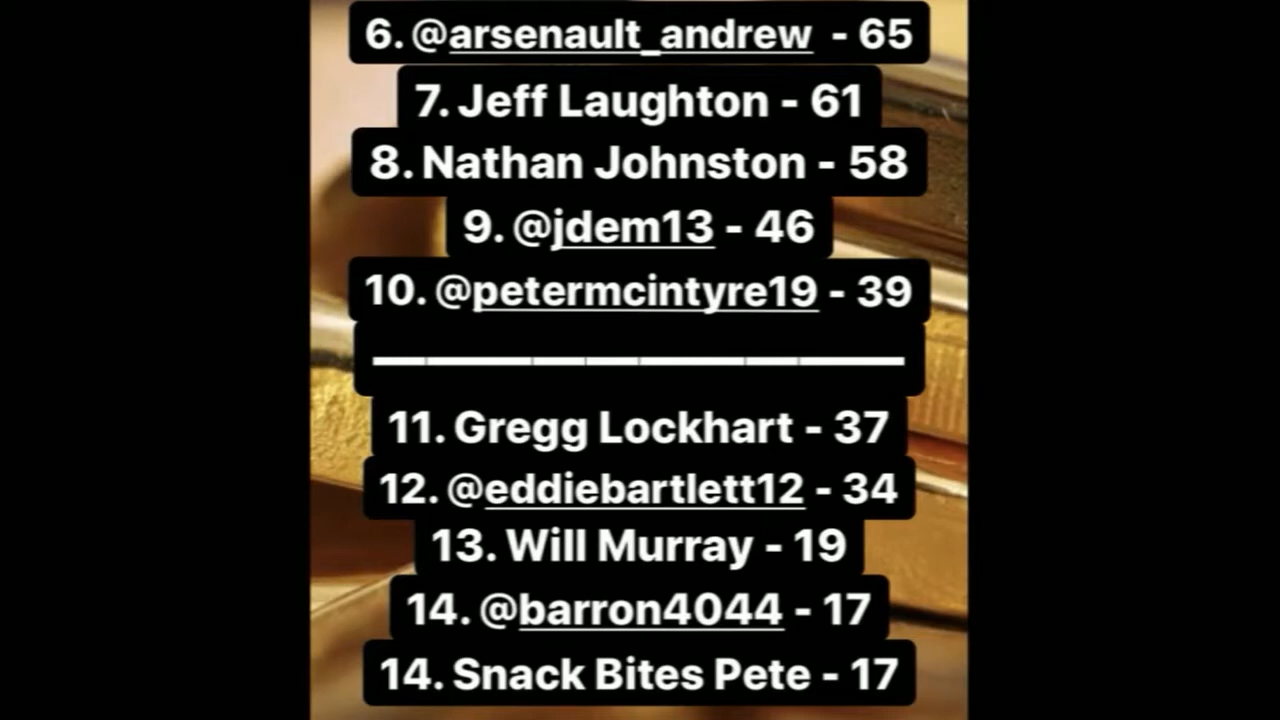 6. @arsenault_andrew - 65
7. Jeff Laughton - 61
8. Nathan Johnston - 58
9. @jdem13 - 46
10. @petermcintyre19 - 39
11. Gregg Lockhart - 37
12. @eddiebartlett12 - 34
13. Will Murray - 19
14. @barron4044 - 17
14. Snack Bites Pete - 17